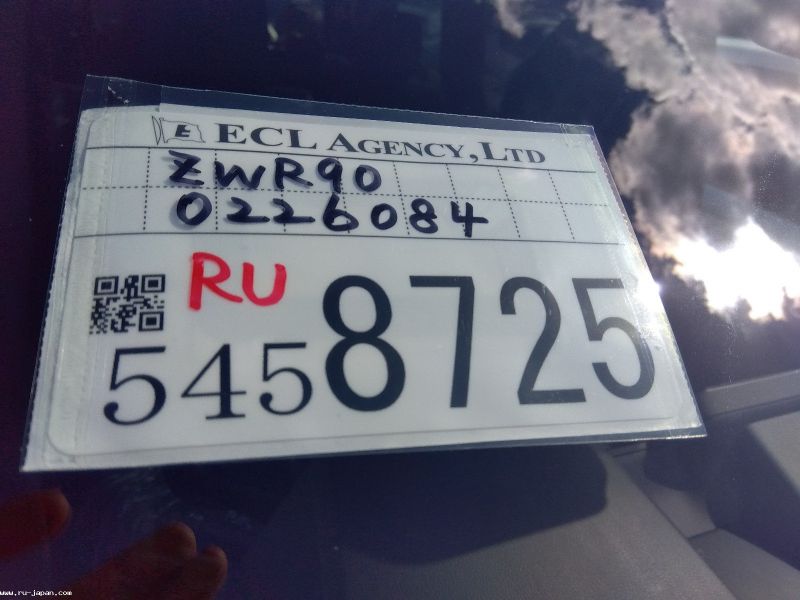 E ECL AGENCY, LTD
ZWR90
0226084
RU
5458725
www.ru-japan.com